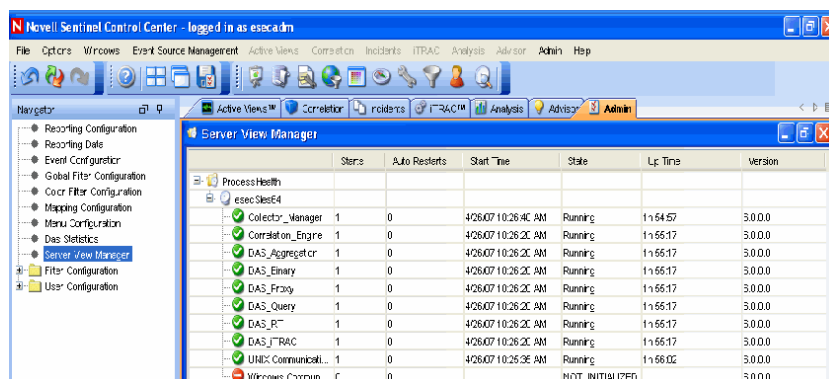 Novell Sentinel Control Center - logged in as esecadm
File Options Windows Event Source Management Active Views Correlation Incidents iTRAC Analysis Advisor Admin Help
Navigator
Active Views™ Correlation Incidents iTRAC™ Analysis Advisor Admin
Reporting Configuration
Reporting Data
Event Configuration
Global Filter Configuration
Color Filter Configuration
Mapping Configuration
Menu Configuration
Das Statistics
Server View Manager
Filter Configuration
User Configuration
Server View Manager
Starts Auto Restarts Start Time State Up Time Version
ProcessHealth
esecSles64
Collector_Manager 1 0 4/26/07 10:26:40 AM Running 1h 54:57 6.0.0.0
Correlation_Engine 1 0 4/26/07 10:26:20 AM Running 1h 55:17 6.0.0.0
DAS_Aggregation 1 0 4/26/07 10:26:20 AM Running 1h 55:17 6.0.0.0
DAS_Binary 1 0 4/26/07 10:26:20 AM Running 1h 55:17 6.0.0.0
DAS_Proxy 1 0 4/26/07 10:26:20 AM Running 1h 55:17 6.0.0.0
DAS_Query 1 0 4/26/07 10:26:20 AM Running 1h 55:17 6.0.0.0
DAS_RT 1 0 4/26/07 10:26:20 AM Running 1h 55:17 6.0.0.0
DAS_iTRAC 1 0 4/26/07 10:26:20 AM Running 1h 55:17 6.0.0.0
UNIX Communicati... 1 0 4/26/07 10:25:35 AM Running 1h 56:02 6.0.0.0
Windows Commun... 0 0 NOT_INITIALIZED 6.0.0.0